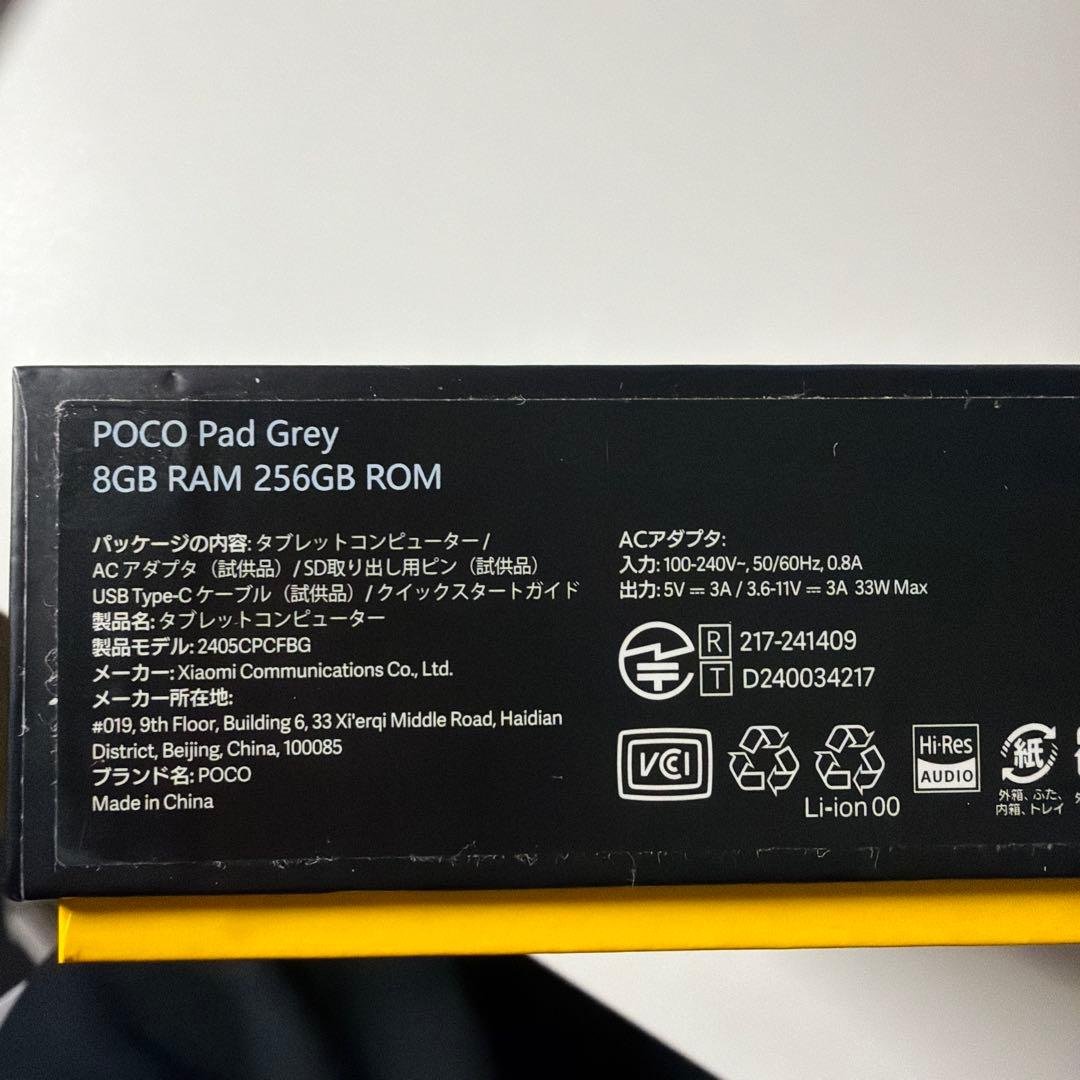 POCO Pad Grey
8GB RAM 256GB ROM
パッケージの内容: タブレットコンピューター /
AC アダプタ（試供品）/ SD取り出し用ピン（試供品）
USB Type-C ケーブル（試供品）/ クイックスタートガイド
製品名: タブレットコンピューター
製品モデル: 2405CPCFBG
メーカー: Xiaomi Communications Co., Ltd.
メーカー所在地:
#019, 9th Floor, Building 6, 33 Xi'erqi Middle Road, Haidian
District, Beijing, China, 100085
ブランド名: POCO
Made in China
ACアダプタ:
入力: 100-240V~, 50/60Hz, 0.8A
出力: 5V ⎓ 3A / 3.6-11V ⎓ 3A 33W Max
R 217-241409
T D240034217
VCI
Li-ion 00
Hi-Res
AUDIO
紙
外箱、ふた、
内箱、トレイ